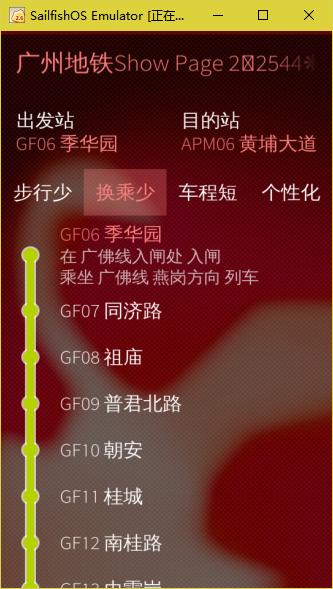 SailfishOS Emulator [正在...
广州地铁Show Page 2 2544
出发站 目的站
GF06 季华园 APM06 黄埔大道
步行少 换乘少 车程短 个性化
GF06 季华园
在 广佛线入闸处 入闸
乘坐 广佛线 燕岗方向 列车
GF07 同济路
GF08 祖庙
GF09 普君北路
GF10 朝安
GF11 桂城
GF12 南桂路